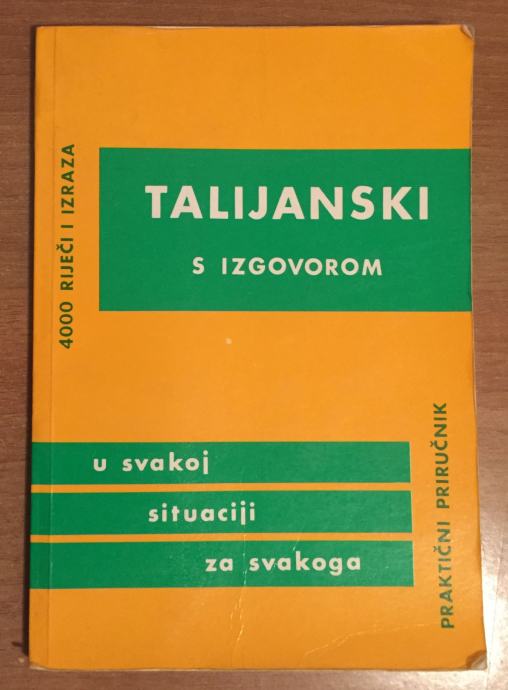 4000 RIJEČI I IZRAZA
TALIJANSKI
S IZGOVOROM
u svakoj
situaciji
za svakoga
PRAKTIČNI PRIRUČNIK